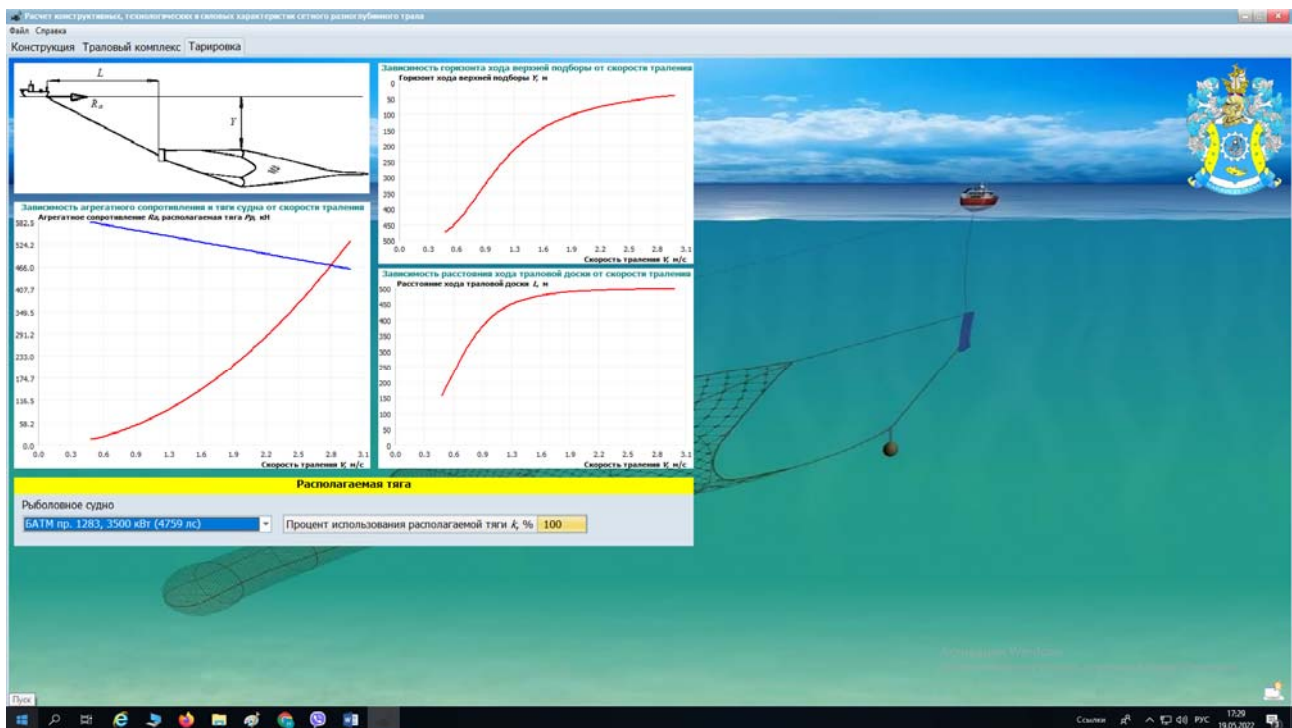 Расчет конструктивных, технологических и силовых характеристик сетного разноглубинного трала
Файл Справка
Конструкция Траловый комплекс Тарировка
L
Rₐ
Y
Зависимость горизонта хода верхней подборы от скорости траления
Горизонт хода верхней подборы Y, м
0
50
100
150
200
250
300
350
400
450
500
0.0 0.3 0.6 0.9 1.3 1.6 1.9 2.2 2.5 2.8 3.1
Скорость траления V, м/с
Зависимость агрегатного сопротивления и тяги судна от скорости траления
Агрегатное сопротивление Ra, располагаемая тяга Pp, кН
582.5
524.2
466.0
407.7
349.5
291.2
233.0
174.7
116.5
58.2
0.0
0.0 0.3 0.6 0.9 1.3 1.6 1.9 2.2 2.5 2.8 3.1
Скорость траления V, м/с
Зависимость расстояния хода траловой доски от скорости траления
Расстояние хода траловой доски L, м
500
450
400
350
300
250
200
150
100
50
0
0.0 0.3 0.6 0.9 1.3 1.6 1.9 2.2 2.5 2.8 3.1
Скорость траления V, м/с
Располагаемая тяга
Рыболовное судно
БАТМ пр. 1283, 3500 кВт (4759 лс)
Процент использования располагаемой тяги k, % 100
Активация Windows
Пуск
Ссылки
РУС
17:29
19.05.2022